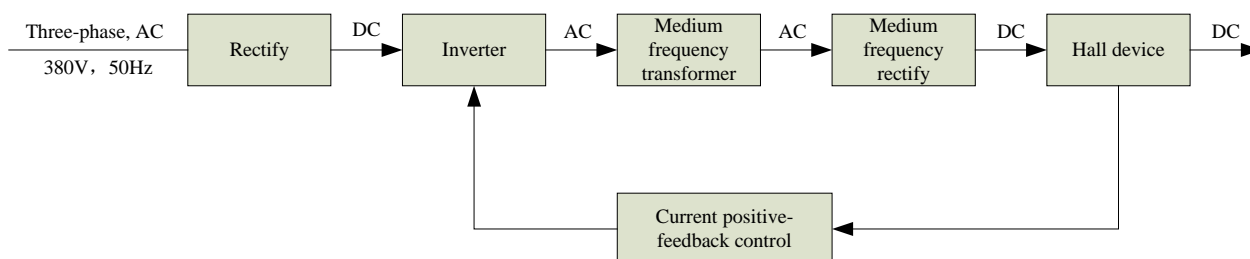 Three-phase, AC
380V，50Hz
Rectify
DC
Inverter
AC
Medium
frequency
transformer
AC
Medium
frequency
rectify
DC
Hall device
DC
Current positive-
feedback control